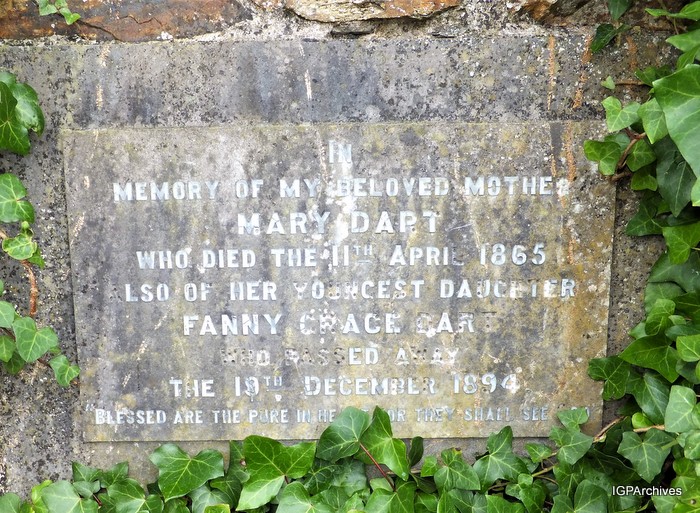 IN
MEMORY OF MY BELOVED MOTHER
MARY DART
WHO DIED THE 11TH APRIL 1865
ALSO OF HER YOUNGEST DAUGHTER
FANNY GRACE DART
WHO PASSED AWAY
THE 19TH DECEMBER 1894
"BLESSED ARE THE PURE IN HEART FOR THEY SHALL SEE GOD
IGPArchives